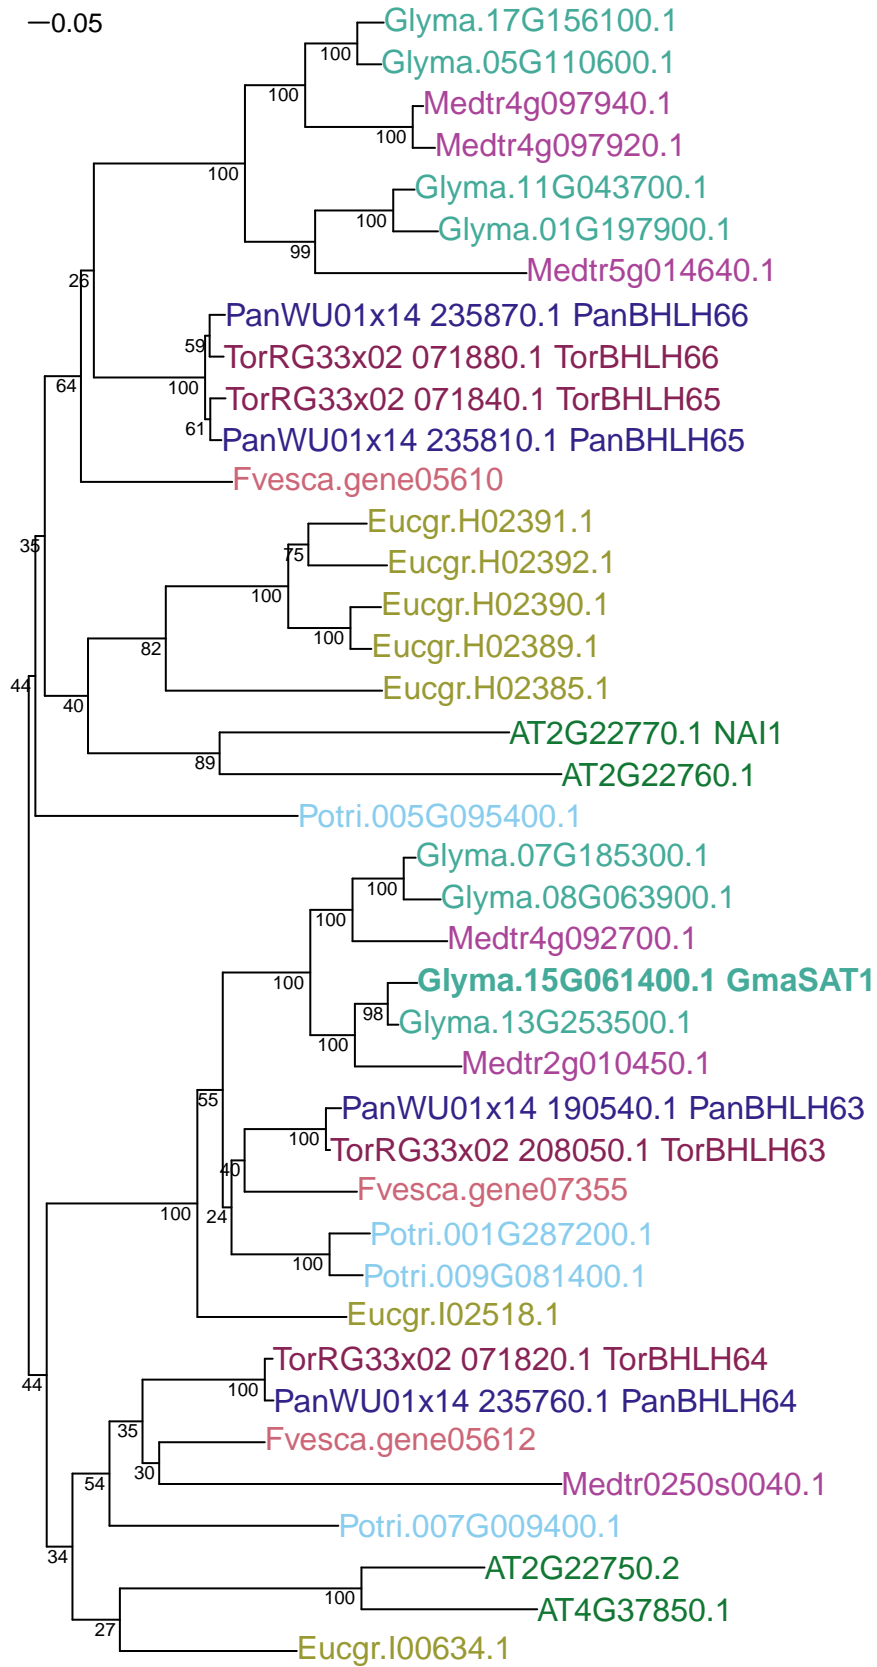 0.05
Glyma.17G156100.1
100
Glyma.05G110600.1
100
Medtr4g097940.1
100
Medtr4g097920.1
100
Glyma.11G043700.1
100
Glyma.01G197900.1
99
Medtr5g014640.1
26
PanWU01x14 235870.1 PanBHLH66
59
TorRG33x02 071880.1 TorBHLH66
64
100
TorRG33x02 071840.1 TorBHLH65
61
PanWU01x14 235810.1 PanBHLH65
Fvesca.gene05610
Eucgr.H02391.1
35
75
Eucgr.H02392.1
100
Eucgr.H02390.1
100
Eucgr.H02389.1
82
Eucgr.H02385.1
44
40
AT2G22770.1 NAI1
89
AT2G22760.1
Potri.005G095400.1
Glyma.07G185300.1
100
Glyma.08G063900.1
100
Medtr4g092700.1
100
Glyma.15G061400.1 GmaSAT1
98
Glyma.13G253500.1
100
Medtr2g010450.1
55
PanWU01x14 190540.1 PanBHLH63
100
TorRG33x02 208050.1 TorBHLH63
40
Fvesca.gene07355
100
24
Potri.001G287200.1
100
Potri.009G081400.1
Eucgr.I02518.1
TorRG33x02 071820.1 TorBHLH64
44
100
PanWU01x14 235760.1 PanBHLH64
35
Fvesca.gene05612
30
54
Medtr0250s0040.1
Potri.007G009400.1
34
AT2G22750.2
100
AT4G37850.1
27
Eucgr.I00634.1